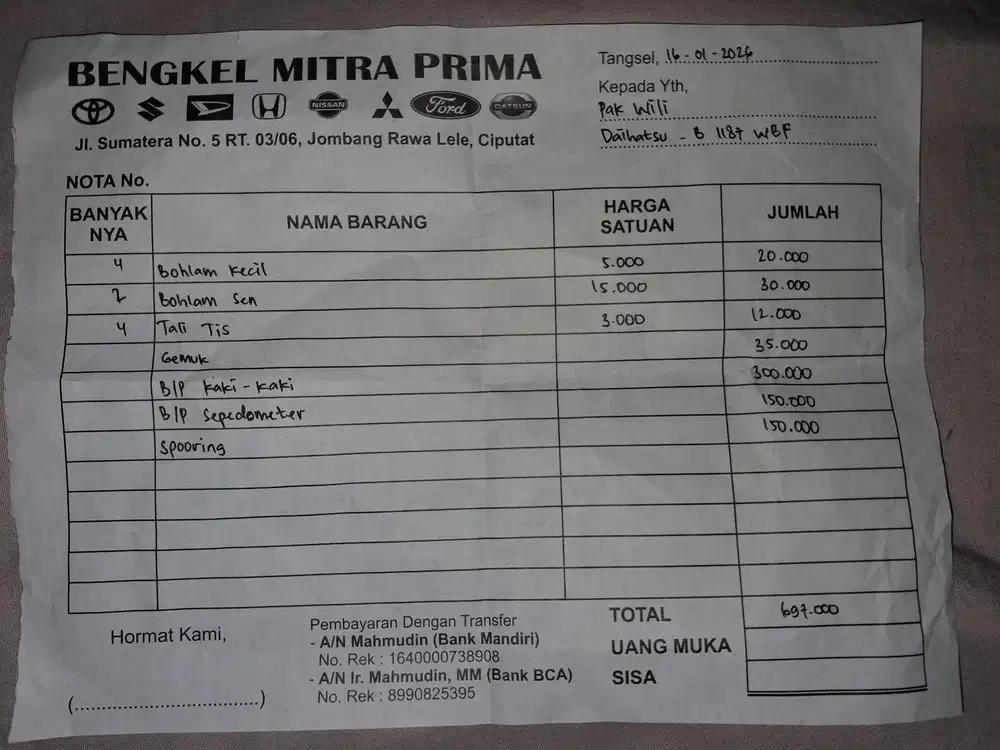 BENGKEL MITRA PRIMA
NISSAN Ford DATSUN
Jl. Sumatera No. 5 RT. 03/06, Jombang Rawa Lele, Ciputat
Tangsel, 16-01-2026
Kepada Yth,
Pak Wili
Daihatsu - B 1187 WBF
NOTA No.
BANYAK NYA NAMA BARANG HARGA SATUAN JUMLAH
4 Bohlam Kecil 5.000 20.000
2 Bohlam Sen 15.000 30.000
4 Tali Tis 3.000 12.000
Gemuk 35.000
B/P kaki-kaki 300.000
B/P Sepedometer 150.000
Spooring 150.000
TOTAL 697.000
UANG MUKA
SISA
Hormat Kami,
(..................................)
Pembayaran Dengan Transfer
- A/N Mahmudin (Bank Mandiri)
No. Rek : 1640000738908
- A/N Ir. Mahmudin, MM (Bank BCA)
No. Rek : 8990825395